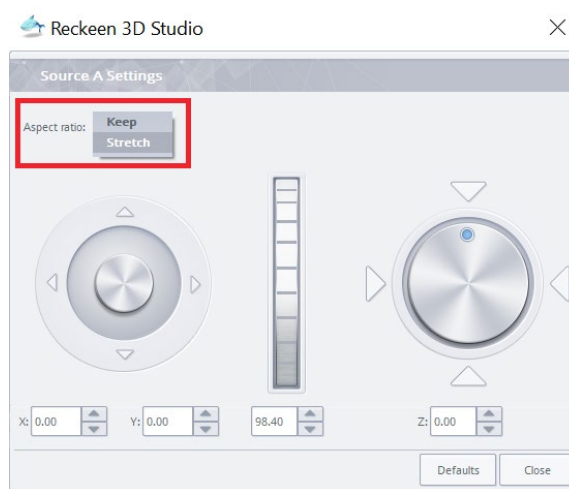 Reckeen 3D Studio
Source A Settings
Aspect ratio: Keep
Stretch
X: 0.00 Y: 0.00 98.40 Z: 0.00
Defaults Close